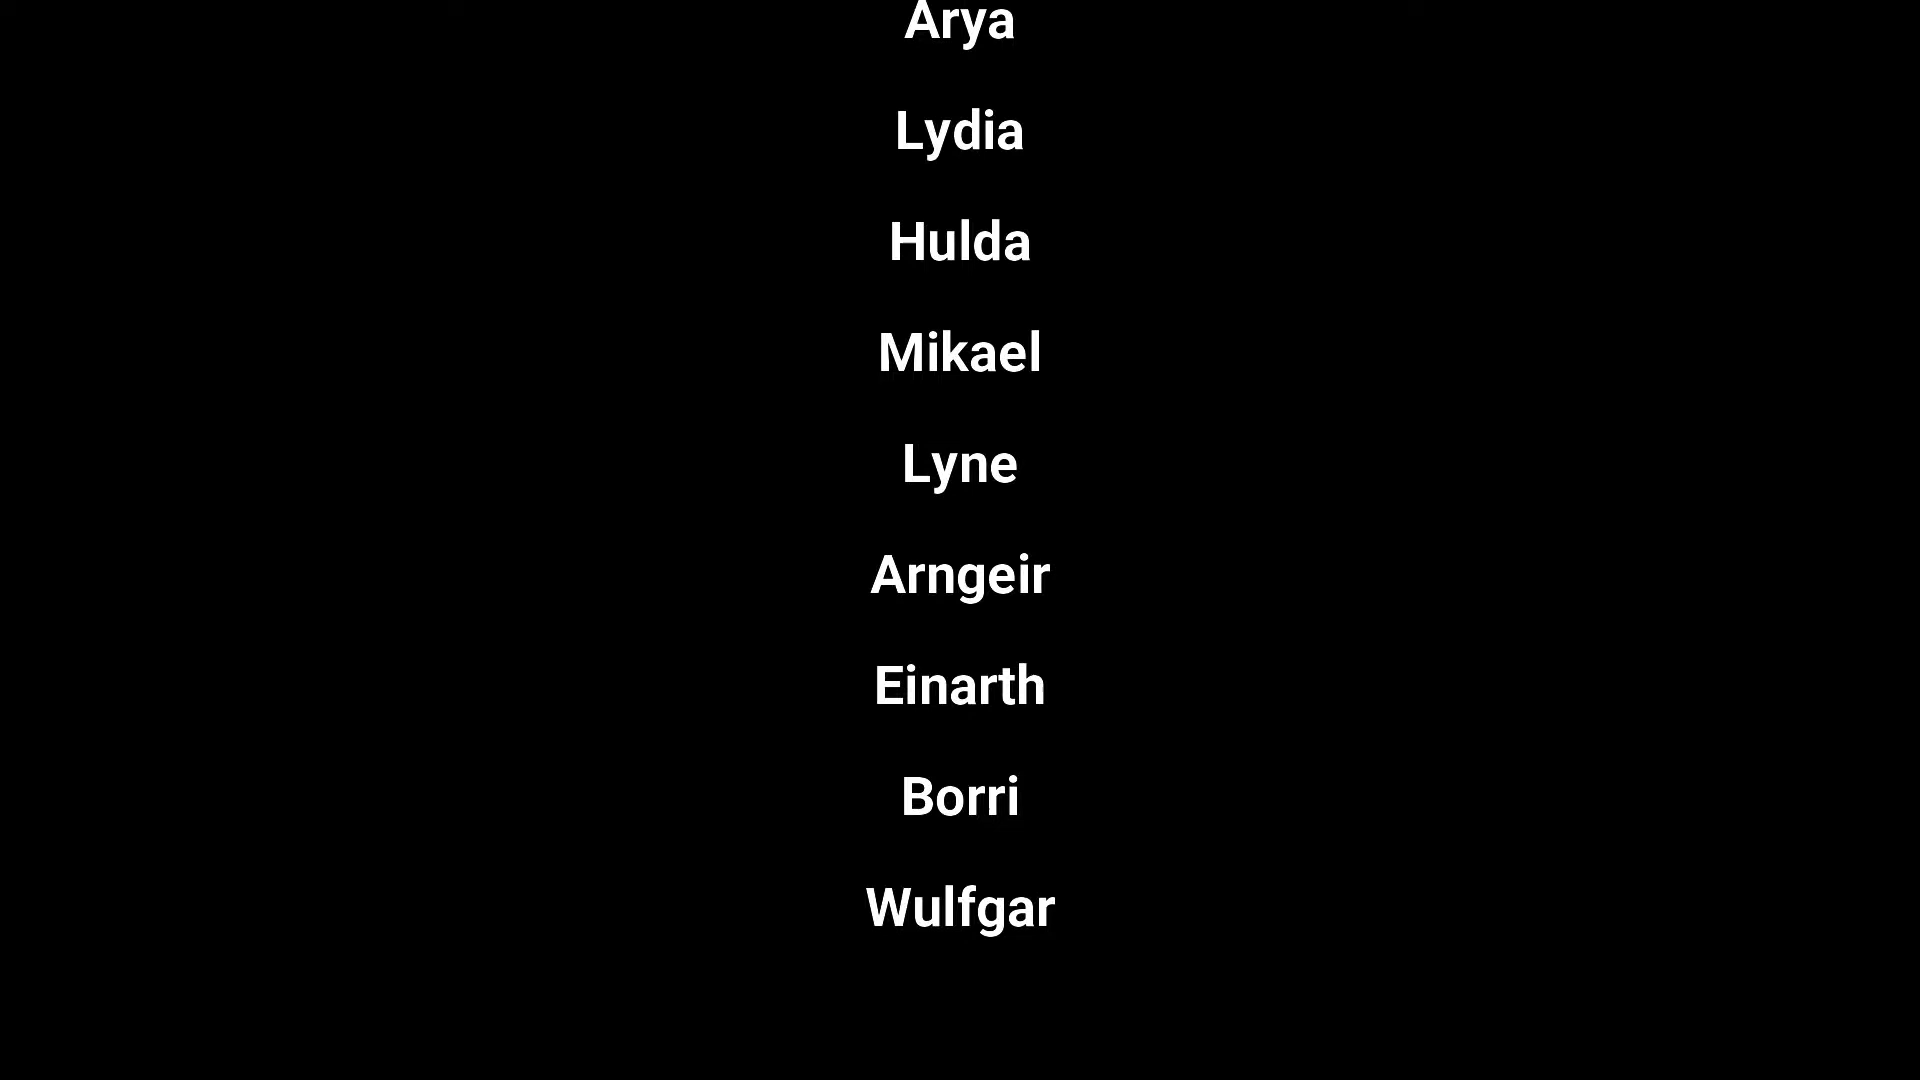 Arya
Lydia
Hulda
Mikael
Lyne
Arngeir
Einarth
Borri
Wulfgar